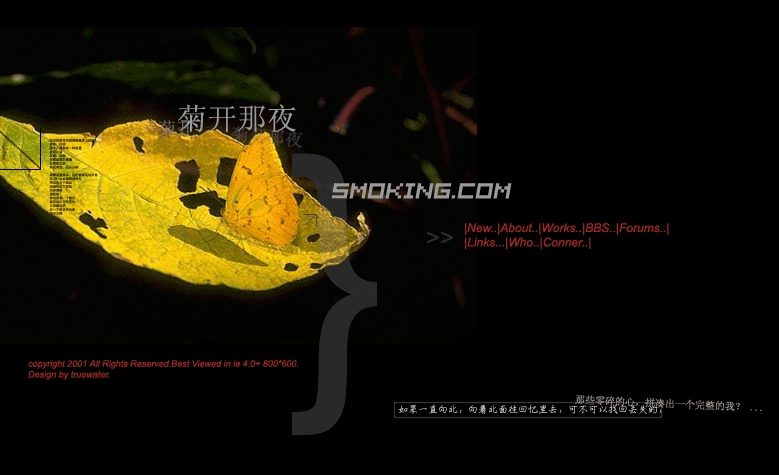 菊开那夜
SMOKING.COM
>> |New..|About..|Works..|BBS..|Forums..|
|Links...|Who..|Conner..|
copyright 2001 All Rights Reserved.Best Viewed in ie 4.0+ 800*600.
Design by truewater.
那些零碎的心，拼凑出一个完整的我？ ...
如果一直向北，向着北面往回忆里去，可不可以找回丢失的，